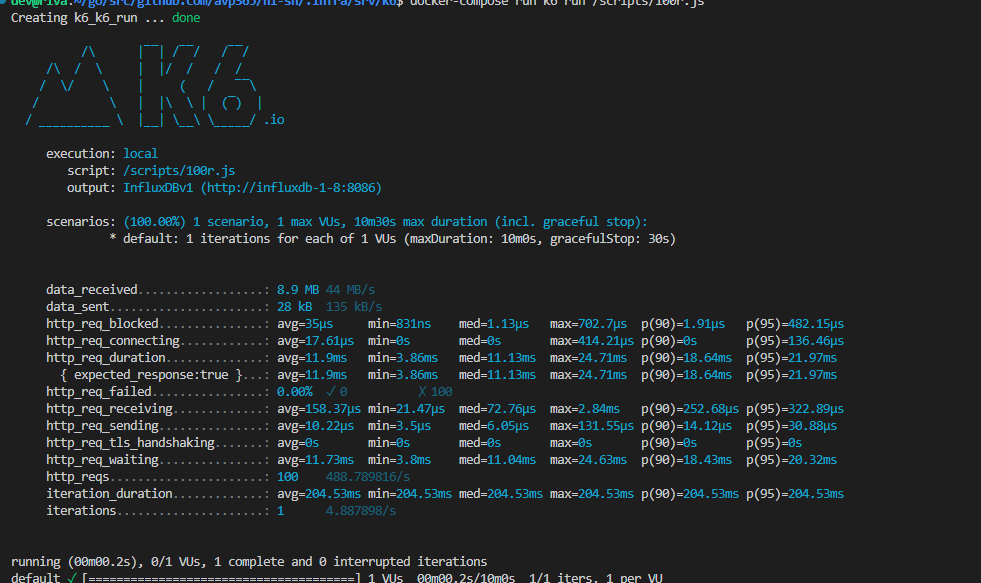 dev@riva:~/go/src/github.com/avp365/hl-sn/.infra/srv/k6$ docker-compose run k6 run /scripts/100r.js
Creating k6_k6_run ... done
.io
execution: local
script: /scripts/100r.js
output: InfluxDBv1 (http://influxdb-1-8:8086)
scenarios: (100.00%) 1 scenario, 1 max VUs, 10m30s max duration (incl. graceful stop):
* default: 1 iterations for each of 1 VUs (maxDuration: 10m0s, gracefulStop: 30s)
data_received..................: 8.9 MB 44 MB/s
data_sent......................: 28 kB 135 kB/s
http_req_blocked...............: avg=35µs min=831ns med=1.13µs max=702.7µs p(90)=1.91µs p(95)=482.15µs
http_req_connecting............: avg=17.61µs min=0s med=0s max=414.21µs p(90)=0s p(95)=136.46µs
http_req_duration..............: avg=11.9ms min=3.86ms med=11.13ms max=24.71ms p(90)=18.64ms p(95)=21.97ms
{ expected_response:true }...: avg=11.9ms min=3.86ms med=11.13ms max=24.71ms p(90)=18.64ms p(95)=21.97ms
http_req_failed................: 0.00% ✓ 0 ✗ 100
http_req_receiving.............: avg=158.37µs min=21.47µs med=72.76µs max=2.84ms p(90)=252.68µs p(95)=322.89µs
http_req_sending...............: avg=10.22µs min=3.5µs med=6.05µs max=131.55µs p(90)=14.12µs p(95)=30.88µs
http_req_tls_handshaking.......: avg=0s min=0s med=0s max=0s p(90)=0s p(95)=0s
http_req_waiting...............: avg=11.73ms min=3.8ms med=11.04ms max=24.63ms p(90)=18.43ms p(95)=20.32ms
http_reqs......................: 100 488.789816/s
iteration_duration.............: avg=204.53ms min=204.53ms med=204.53ms max=204.53ms p(90)=204.53ms p(95)=204.53ms
iterations.....................: 1 4.887898/s
running (00m00.2s), 0/1 VUs, 1 complete and 0 interrupted iterations
default ✓ [======================================] 1 VUs 00m00.2s/10m0s 1/1 iters, 1 per VU